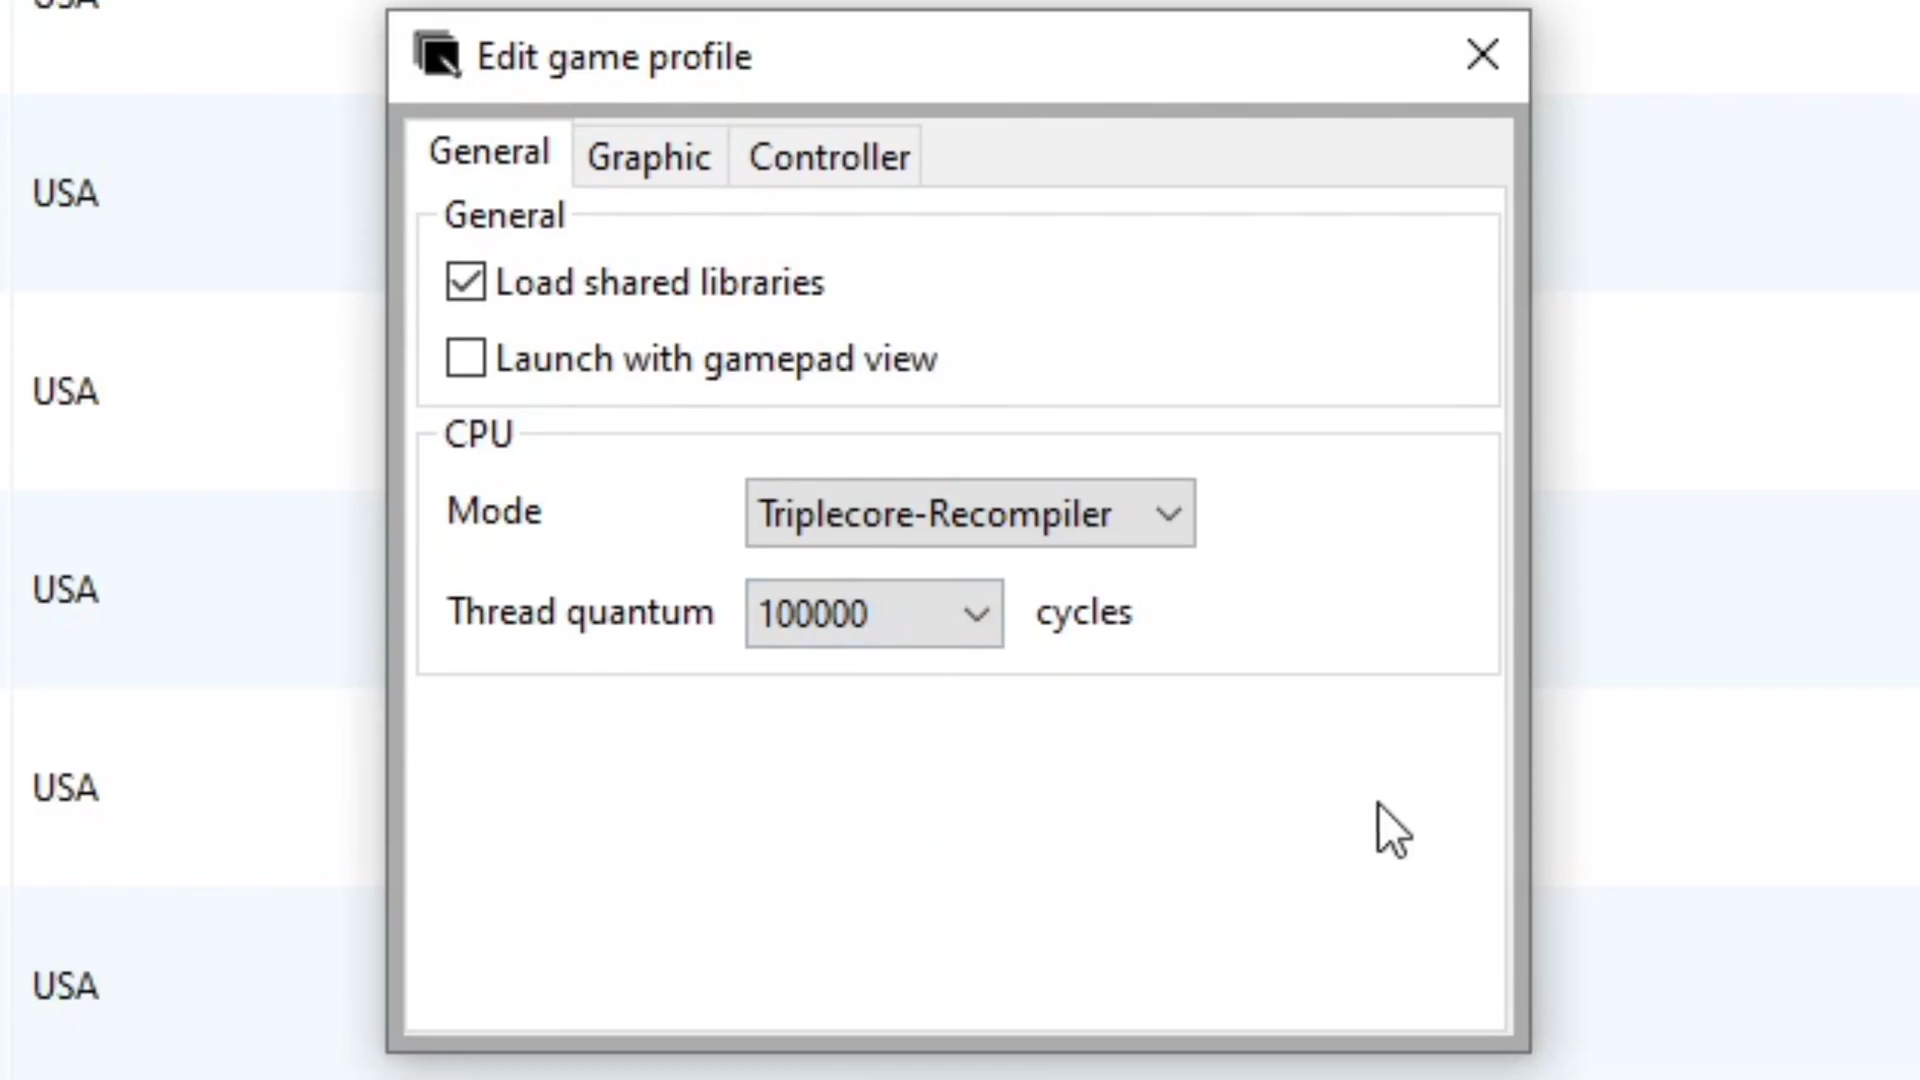 USA
Edit game profile
General Graphic Controller
General
USA
Load shared libraries
Launch with gamepad view
USA
CPU
Mode Triplecore-Recompiler
Thread quantum 100000 cycles
USA
USA
USA